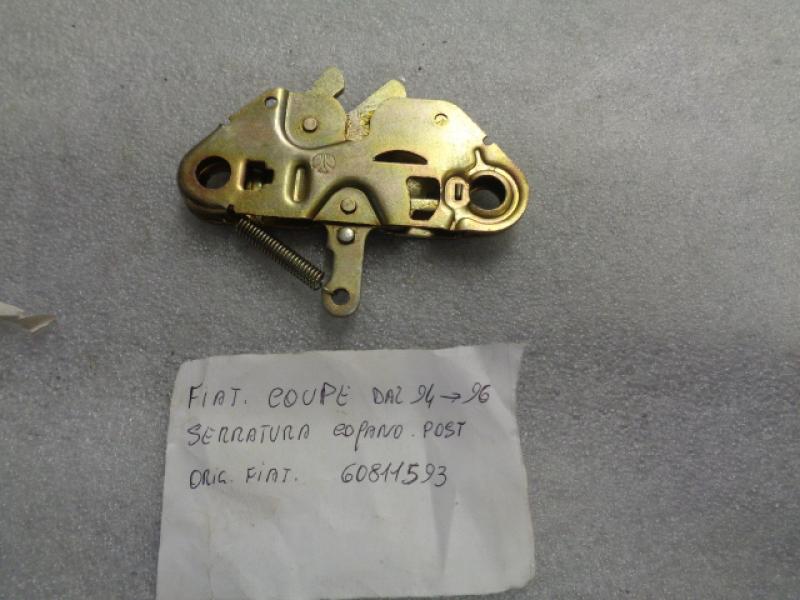 FIAT. COUPE DAL 94 → 96
SERRATURA COFANO. POST
ORIG. FIAT. 60811593